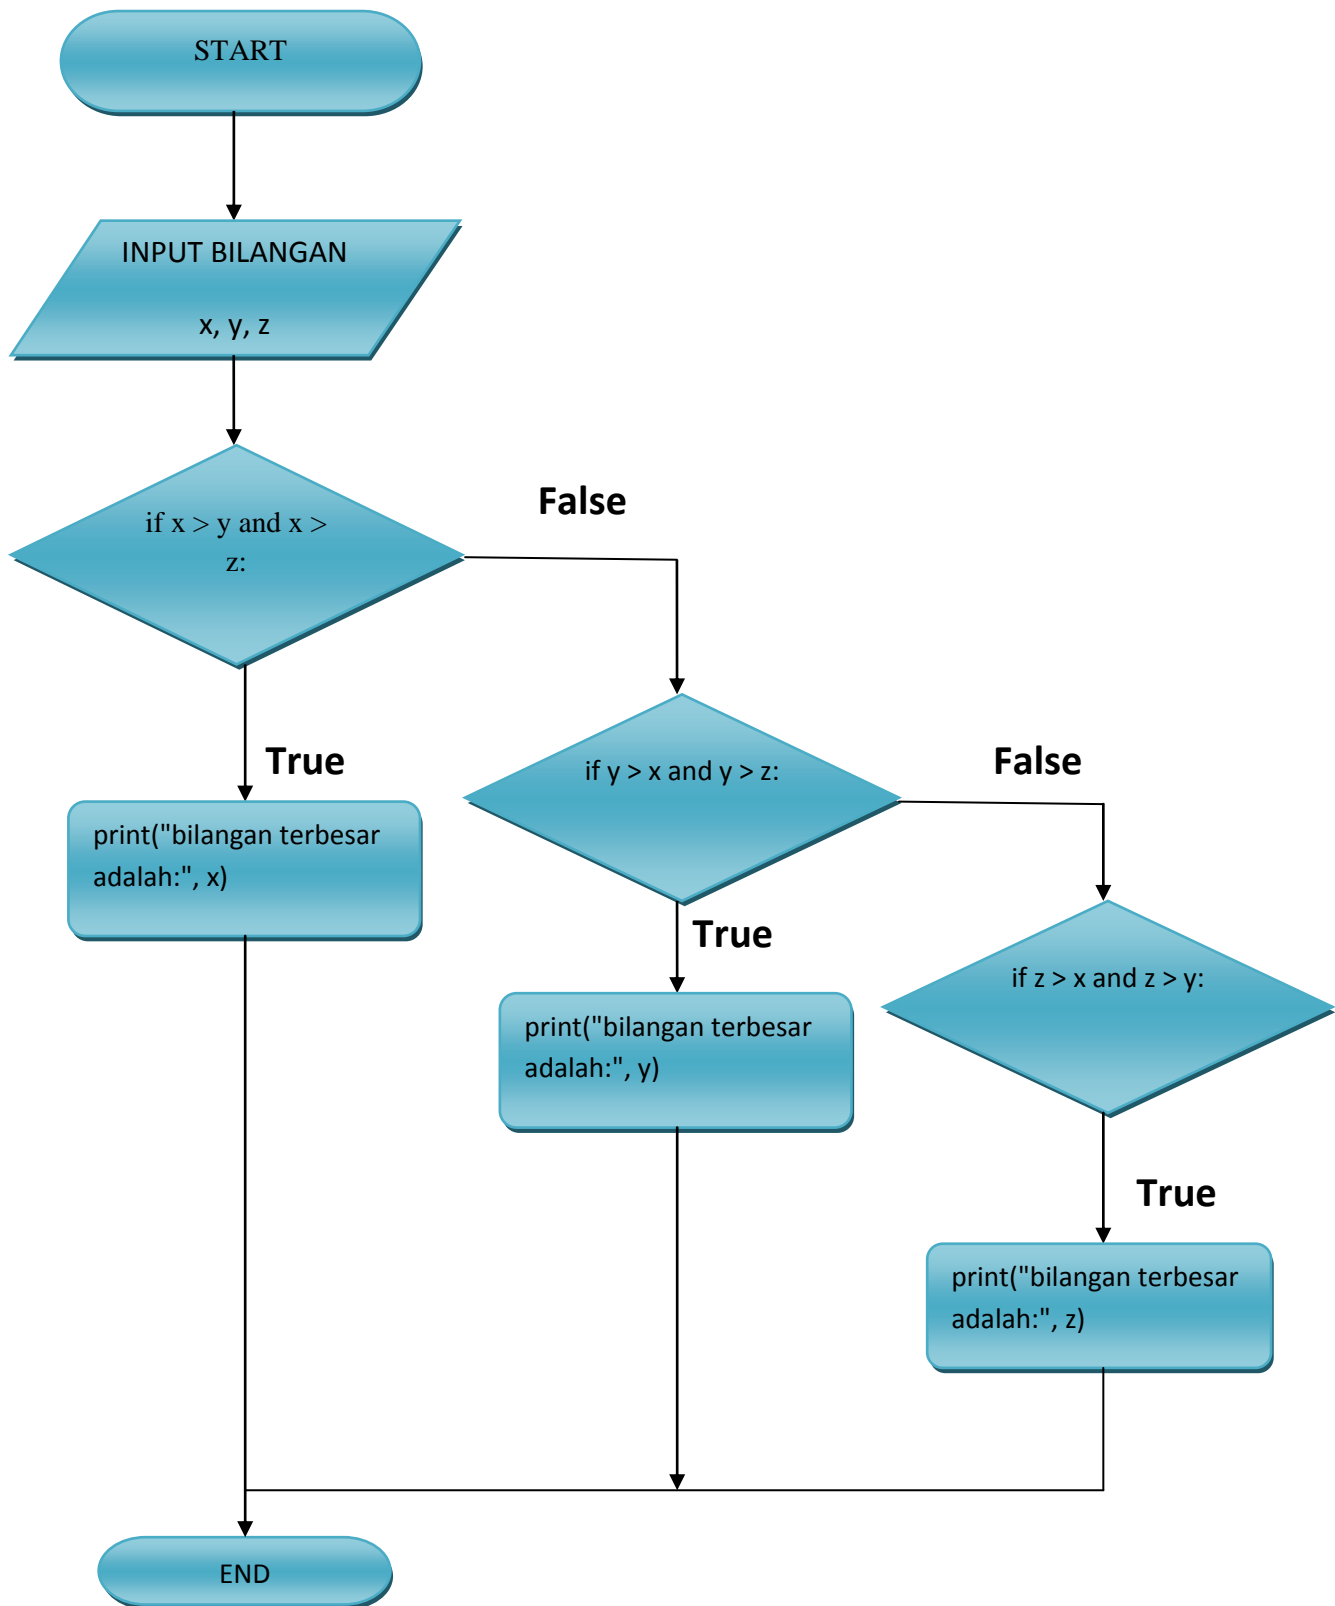 START
INPUT BILANGAN
x, y, z
if x > y and x >
z:
False
True
print("bilangan terbesar
adalah:", x)
if y > x and y > z:
False
True
print("bilangan terbesar
adalah:", y)
if z > x and z > y:
True
print("bilangan terbesar
adalah:", z)
END